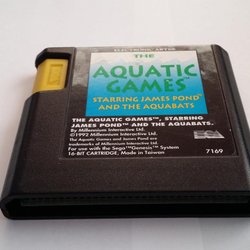 ELECTRONIC ARTS
THE
AQUATIC
GAMES™
STARRING JAMES POND™
AND THE AQUABATS
THE AQUATIC GAMES™, STARRING
JAMES POND™ AND THE AQUABATS.
By Millennium Interactive Ltd.
©1992 Millennium Interactive Ltd.
The Aquatic Games and James Pond are
trademarks of Millennium Interactive Ltd.
For use with the Sega™ Genesis™ System
16-BIT CARTRIDGE, Made in Taiwan
7169